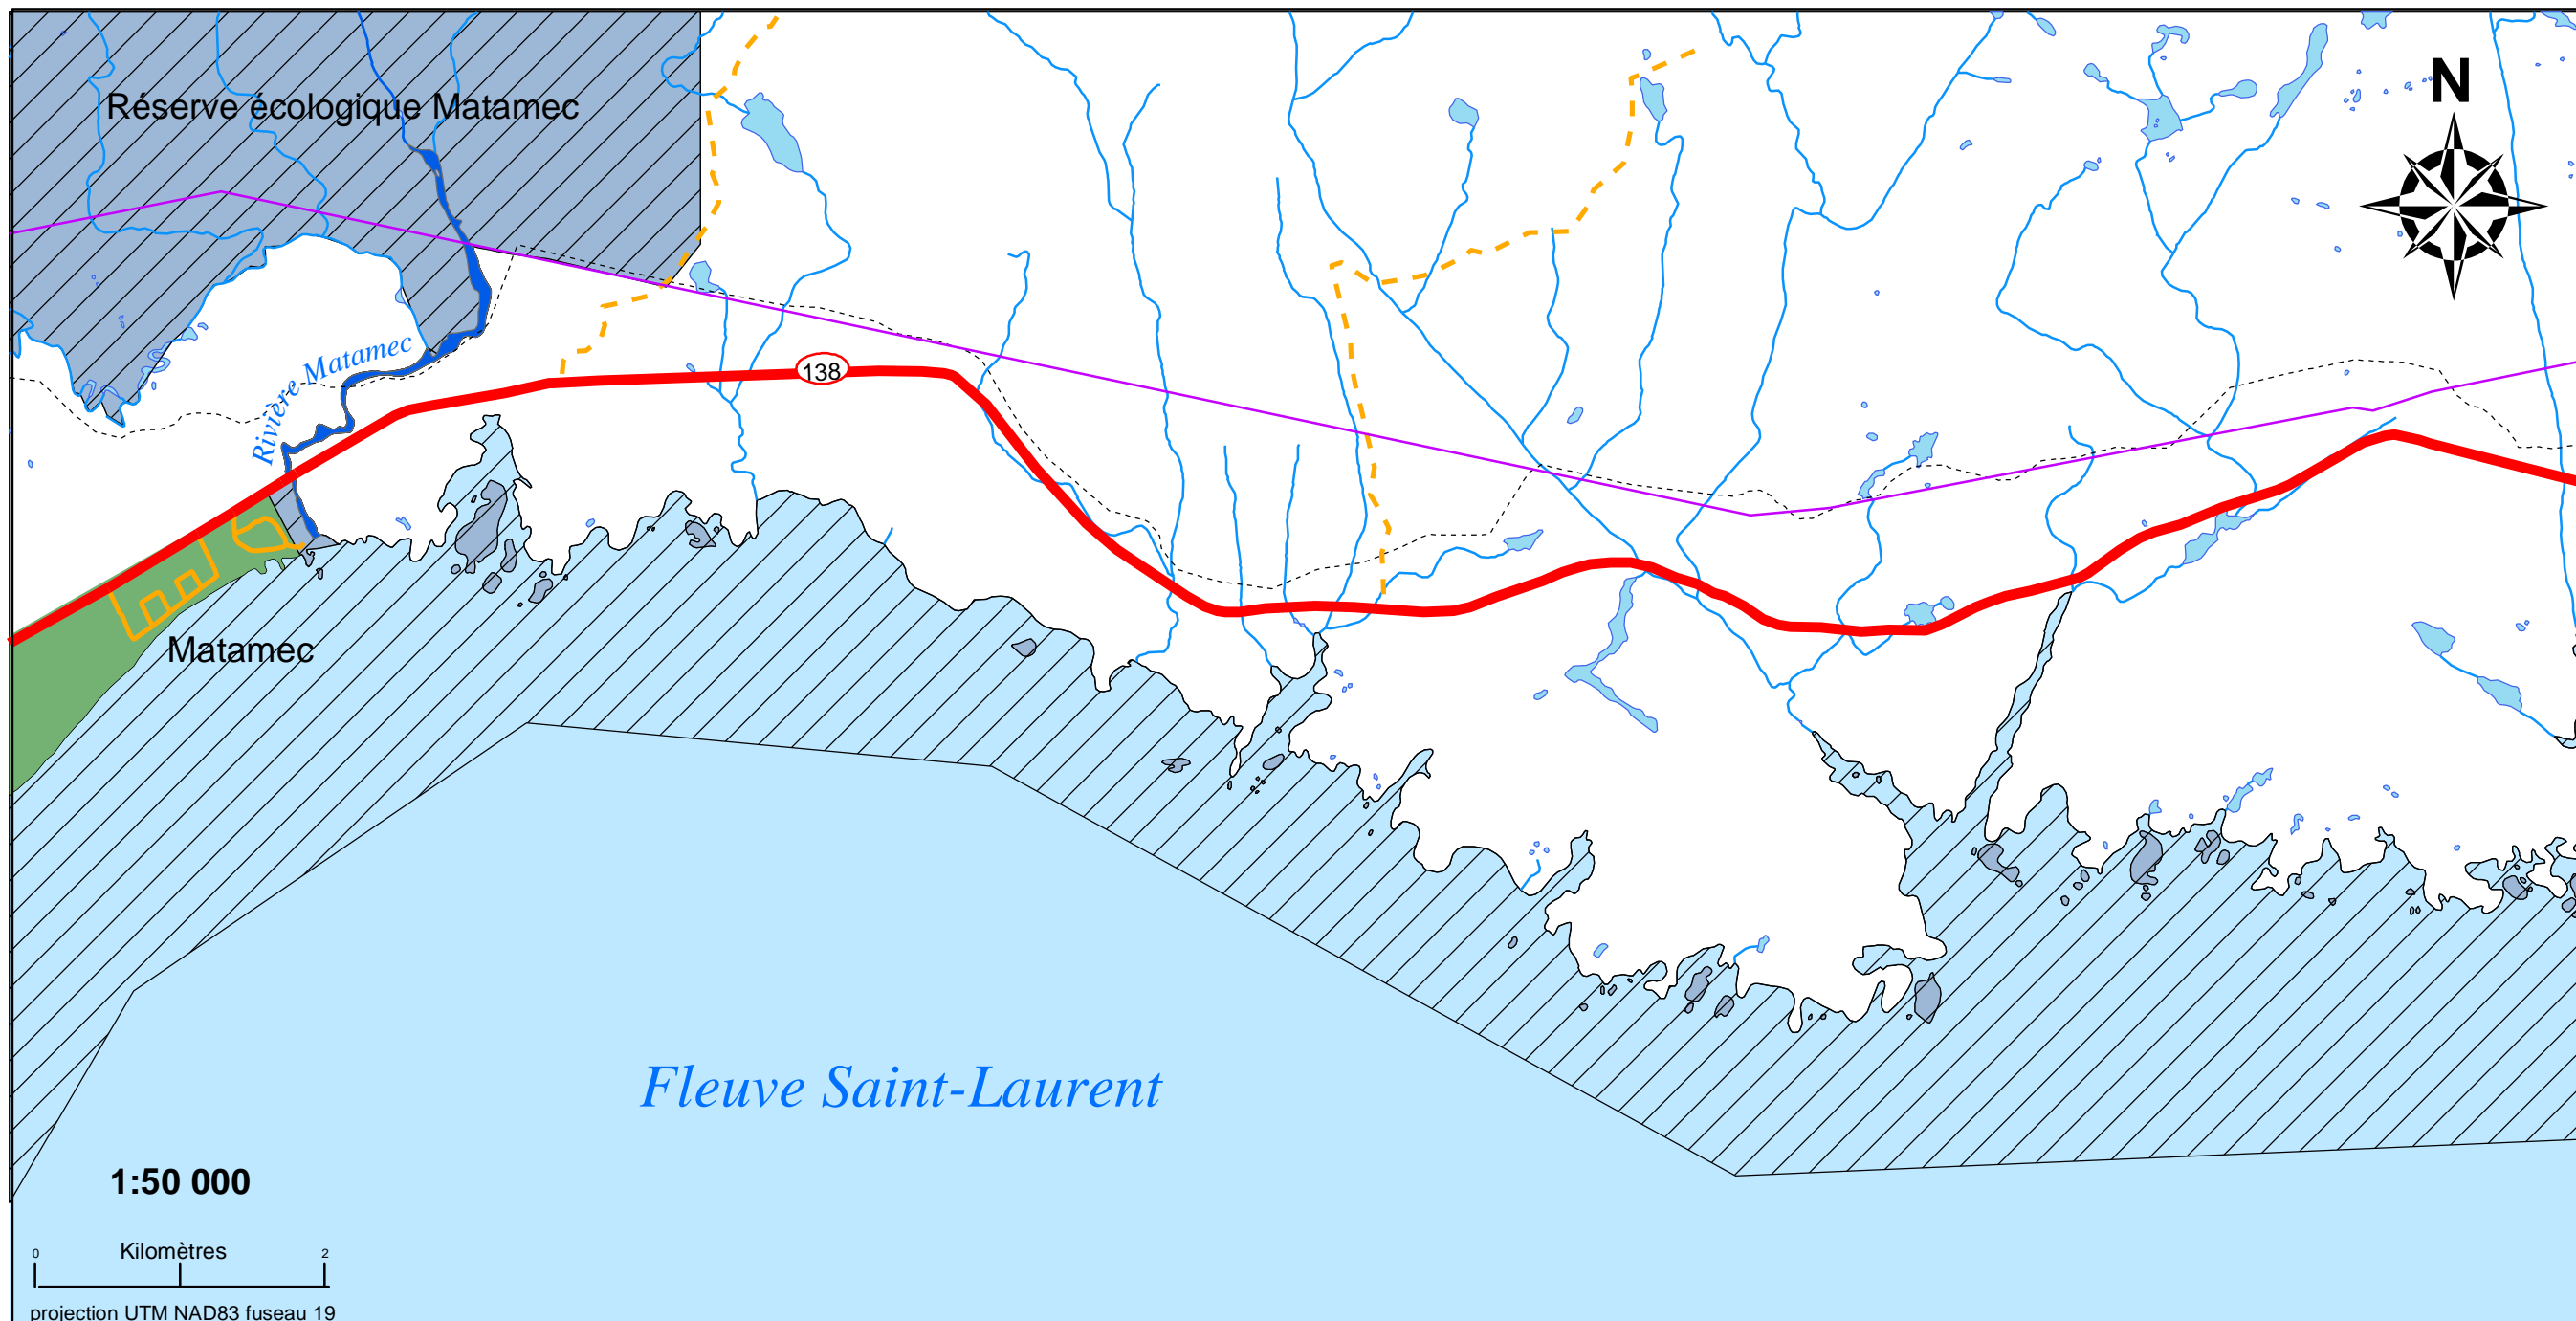 Réserve écologique Matamec
N
Rivière Matamec
138
Matamec
Fleuve Saint-Laurent
1:50 000
0 Kilomètres 2
projection UTM NAD83 fuseau 19